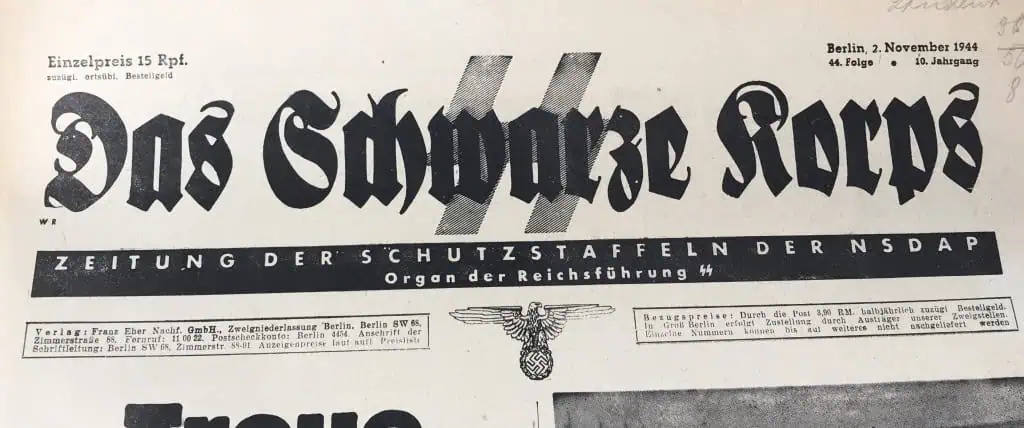 Einzelpreis 15 Rpf.
zuzügl. ortsübl. Bestellgeld
Berlin, 2. November 1944
44. Folge • 10. Jahrgang
Das Schwarze Korps
WR
ZEITUNG DER SCHUTZSTAFFELN DER NSDAP
Organ der Reichsführung ᛋᛋ
Verlag: Franz Eher Nachf. GmbH., Zweigniederlassung Berlin, Berlin SW 68,
Zimmerstraße 88, Fernruf: 11 00 22. Postscheckkonto: Berlin 4454. Anschrift der
Schriftleitung: Berlin SW 68, Zimmerstr. 88-91. Anzeigenpreise laut aufl. Preisliste
Bezugspreise: Durch die Post 3,90 RM. halbjährlich zuzügl Bestellgeld.
In Groß Berlin erfolgt Zustellung durch Austräger unserer Zweigstellen.
Einzelne Nummern können bis auf weiteres nicht nachgeliefert werden
Treue